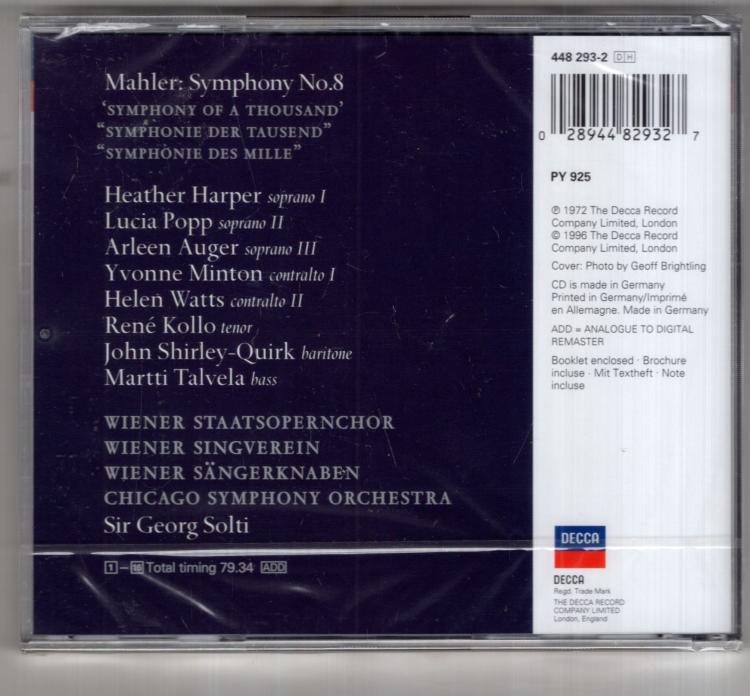 Mahler: Symphony No.8
'SYMPHONY OF A THOUSAND'
"SYMPHONIE DER TAUSEND"
"SYMPHONIE DES MILLE"
Heather Harper soprano I
Lucia Popp soprano II
Arleen Auger soprano III
Yvonne Minton contralto I
Helen Watts contralto II
René Kollo tenor
John Shirley-Quirk baritone
Martti Talvela bass
WIENER STAATSOPERNCHOR
WIENER SINGVEREIN
WIENER SÄNGERKNABEN
CHICAGO SYMPHONY ORCHESTRA
Sir Georg Solti
1 – 16 Total timing 79.34 ADD
448 293-2 DH
0 28944 82932 7
PY 925
℗ 1972 The Decca Record
Company Limited, London
© 1996 The Decca Record
Company Limited, London
Cover: Photo by Geoff Brightling
CD is made in Germany
Printed in Germany/Imprimé
en Allemagne. Made in Germany
ADD = ANALOGUE TO DIGITAL
REMASTER
Booklet enclosed · Brochure
incluse · Mit Textheft · Note
incluse
DECCA
DECCA
Regd. Trade Mark
THE DECCA RECORD
COMPANY LIMITED
London, England